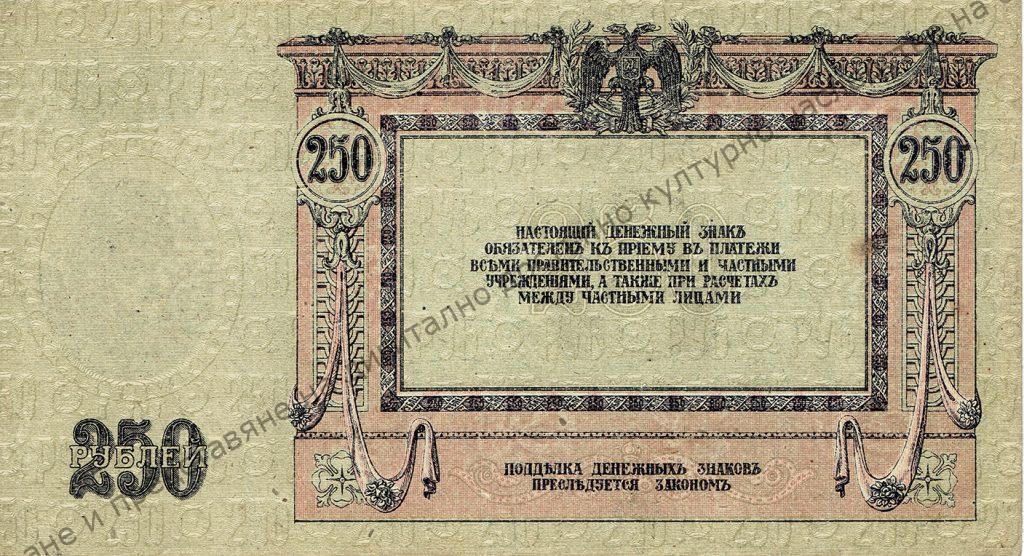 250
250
НАСТОЯЩІЙ ДЕНЕЖНЫЙ ЗНАКЪ
ОБЯЗАТЕЛЕНЪ КЪ ПРІЕМУ ВЪ ПЛАТЕЖИ
ВСѢМИ ПРАВИТЕЛЬСТВЕННЫМИ И ЧАСТНЫМИ
УЧРЕЖДЕНІЯМИ, А ТАКЖЕ ПРИ РАСЧЕТАХЪ
МЕЖДУ ЧАСТНЫМИ ЛИЦАМИ
250
РУБЛЕЙ
ПОДДѢЛКА ДЕНЕЖНЫХЪ ЗНАКОВЪ
ПРЕСЛѢДУЕТСЯ ЗАКОНОМЪ